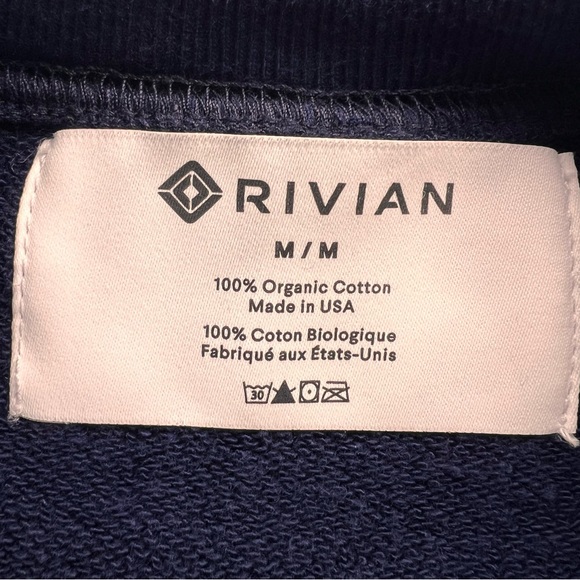 RIVIAN
M / M
100% Organic Cotton
Made in USA
100% Coton Biologique
Fabriqué aux États-Unis
30